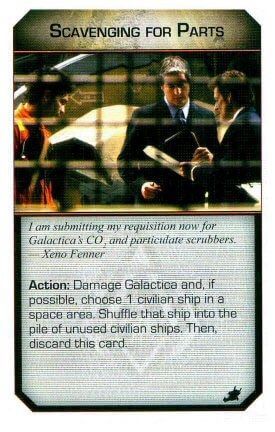 Scavenging for Parts
I am submitting my requisition now for
Galactica's CO₂ and particulate scrubbers.
— Xeno Fenner
Action: Damage Galactica and, if
possible, choose 1 civilian ship in a
space area. Shuffle that ship into the
pile of unused civilian ships. Then,
discard this card.